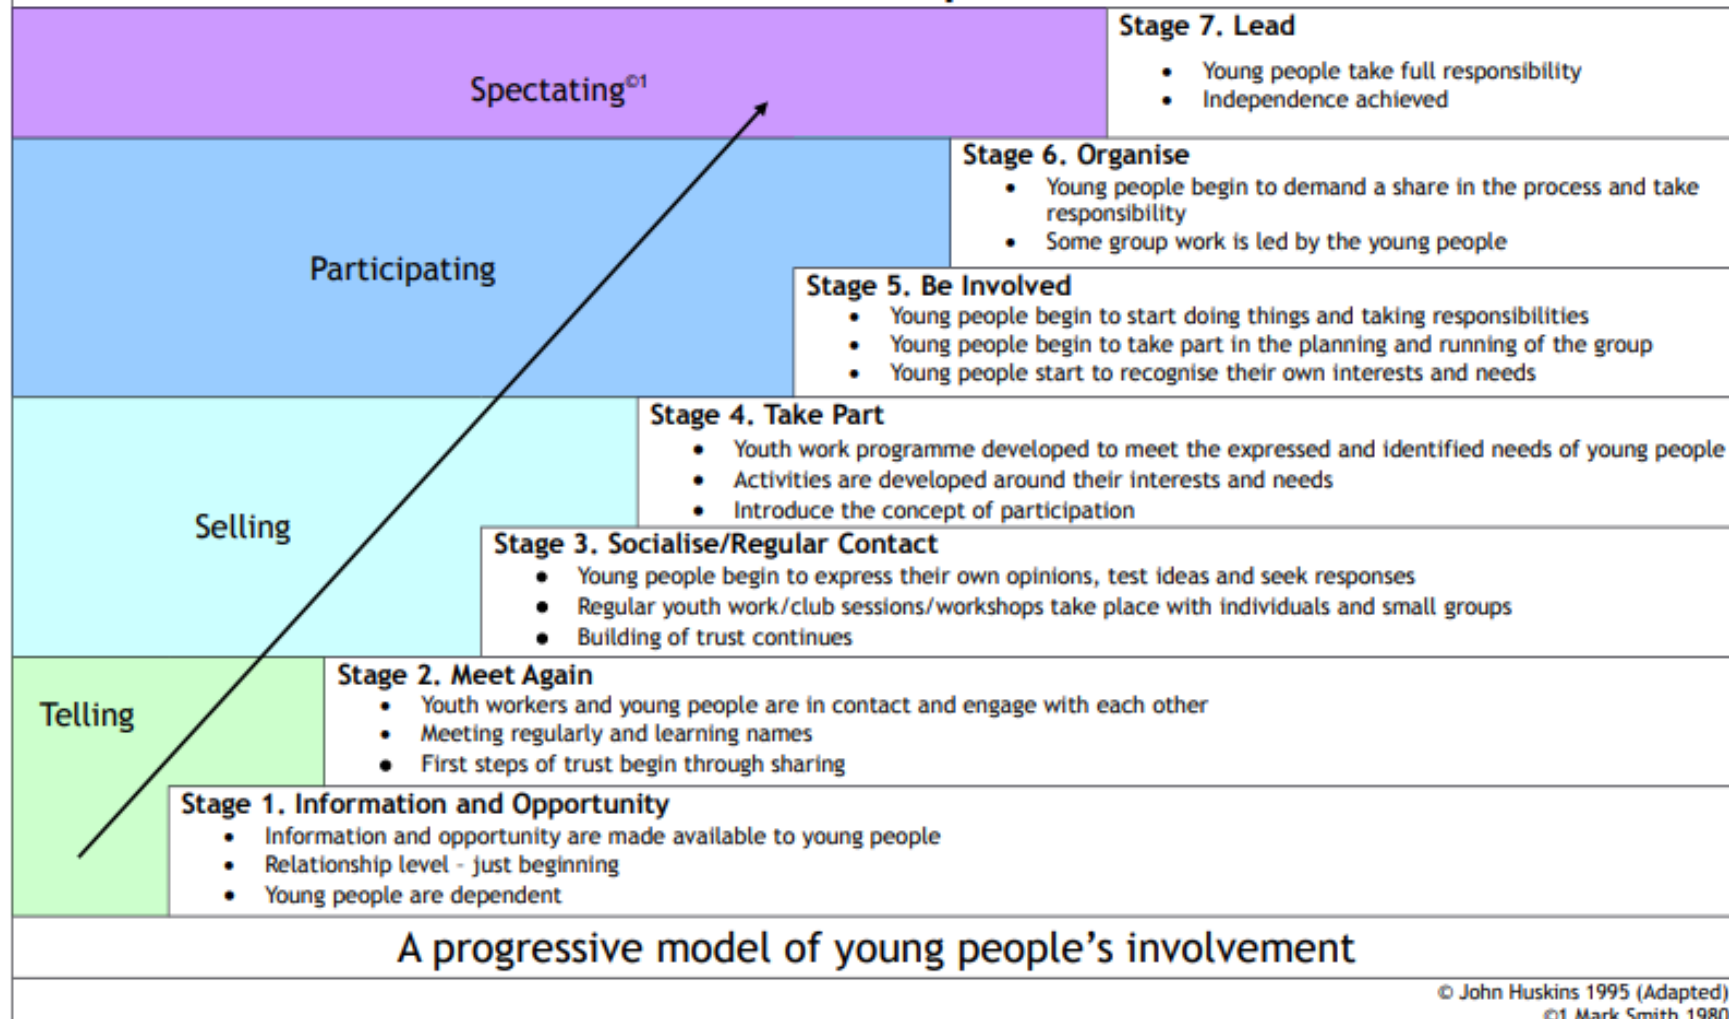 Stage 7. Lead
• Young people take full responsibility
• Independence achieved
Spectating©1
Stage 6. Organise
• Young people begin to demand a share in the process and take
responsibility
• Some group work is led by the young people
Participating
Stage 5. Be Involved
• Young people begin to start doing things and taking responsibilities
• Young people begin to take part in the planning and running of the group
• Young people start to recognise their own interests and needs
Stage 4. Take Part
• Youth work programme developed to meet the expressed and identified needs of young people
• Activities are developed around their interests and needs
• Introduce the concept of participation
Selling
Stage 3. Socialise/Regular Contact
• Young people begin to express their own opinions, test ideas and seek responses
• Regular youth work/club sessions/workshops take place with individuals and small groups
• Building of trust continues
Stage 2. Meet Again
• Youth workers and young people are in contact and engage with each other
• Meeting regularly and learning names
• First steps of trust begin through sharing
Telling
Stage 1. Information and Opportunity
• Information and opportunity are made available to young people
• Relationship level - just beginning
• Young people are dependent
A progressive model of young people’s involvement
© John Huskins 1995 (Adapted)
©1 Mark Smith 1980